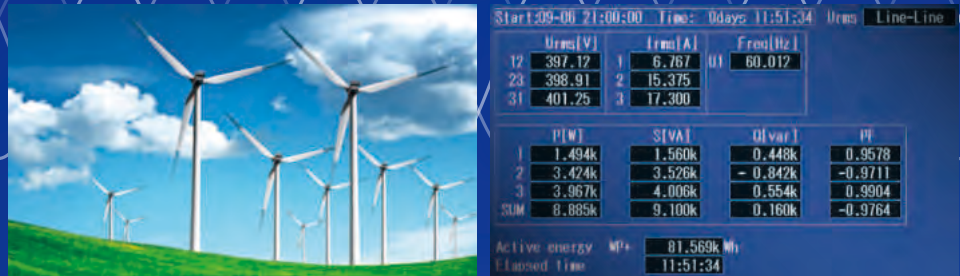 Start:09-06 21:00:00 Time: 0days 11:51:34 Urms Line-Line
Urms[V] Irms[A] Freq[Hz]
12 397.12 1 6.767 U1 60.012
23 398.91 2 15.375
31 401.25 3 17.300
P[W] S[VA] Q[var] PF
1 1.494k 1.560k 0.448k 0.9578
2 3.424k 3.526k - 0.842k -0.9711
3 3.967k 4.006k 0.554k 0.9904
SUM 8.885k 9.100k 0.160k -0.9764
Active energy WP+ 81.569k Wh
Elapsed time 11:51:34